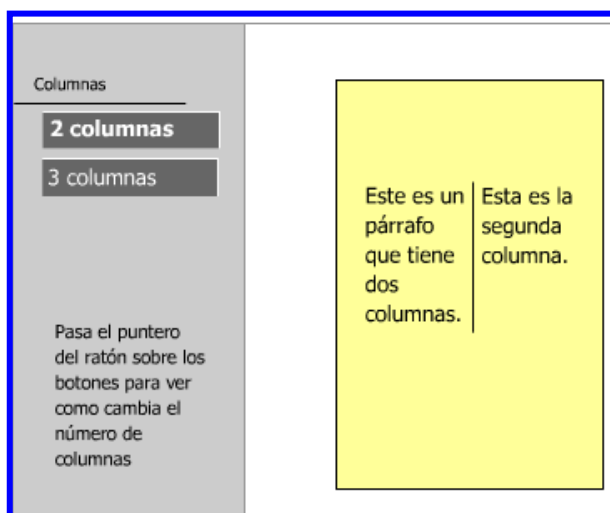 Columnas
2 columnas
3 columnas
Pasa el puntero
del ratón sobre los
botones para ver
como cambia el
número de
columnas
Este es un
párrafo
que tiene
dos
columnas.
Esta es la
segunda
columna.